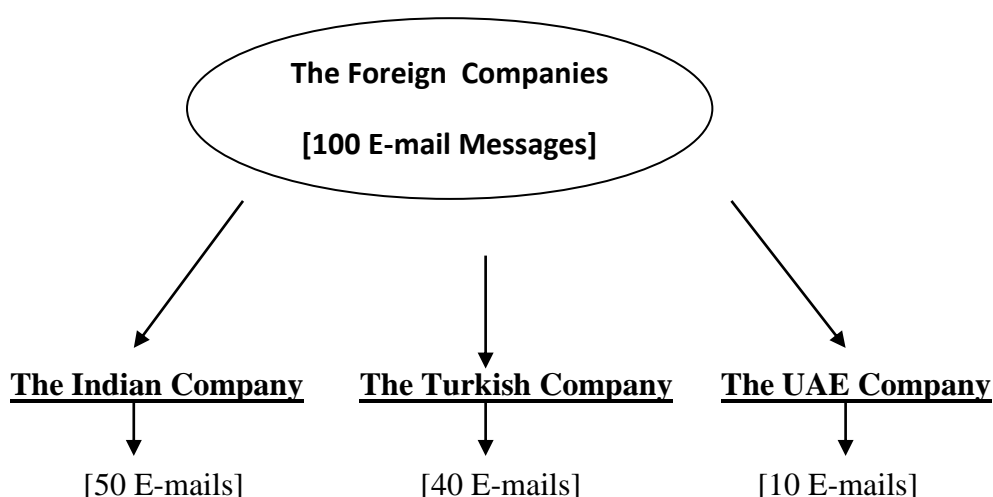 The Foreign Companies
[100 E-mail Messages]
The Indian Company
The Turkish Company
The UAE Company
[50 E-mails]
[40 E-mails]
[10 E-mails]